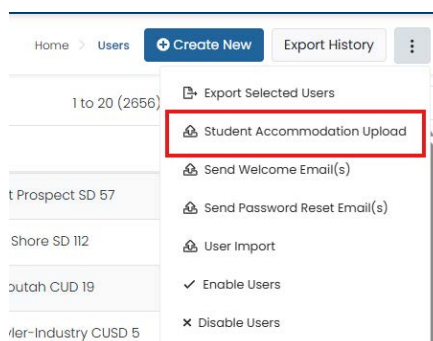 Home > Users Create New Export History
1 to 20 (2656)
Export Selected Users
Student Accommodation Upload
Send Welcome Email(s)
t Prospect SD 57
Send Password Reset Email(s)
Shore SD 112
User Import
outah CUD 19
Enable Users
yler-Industry CUSD 5
Disable Users